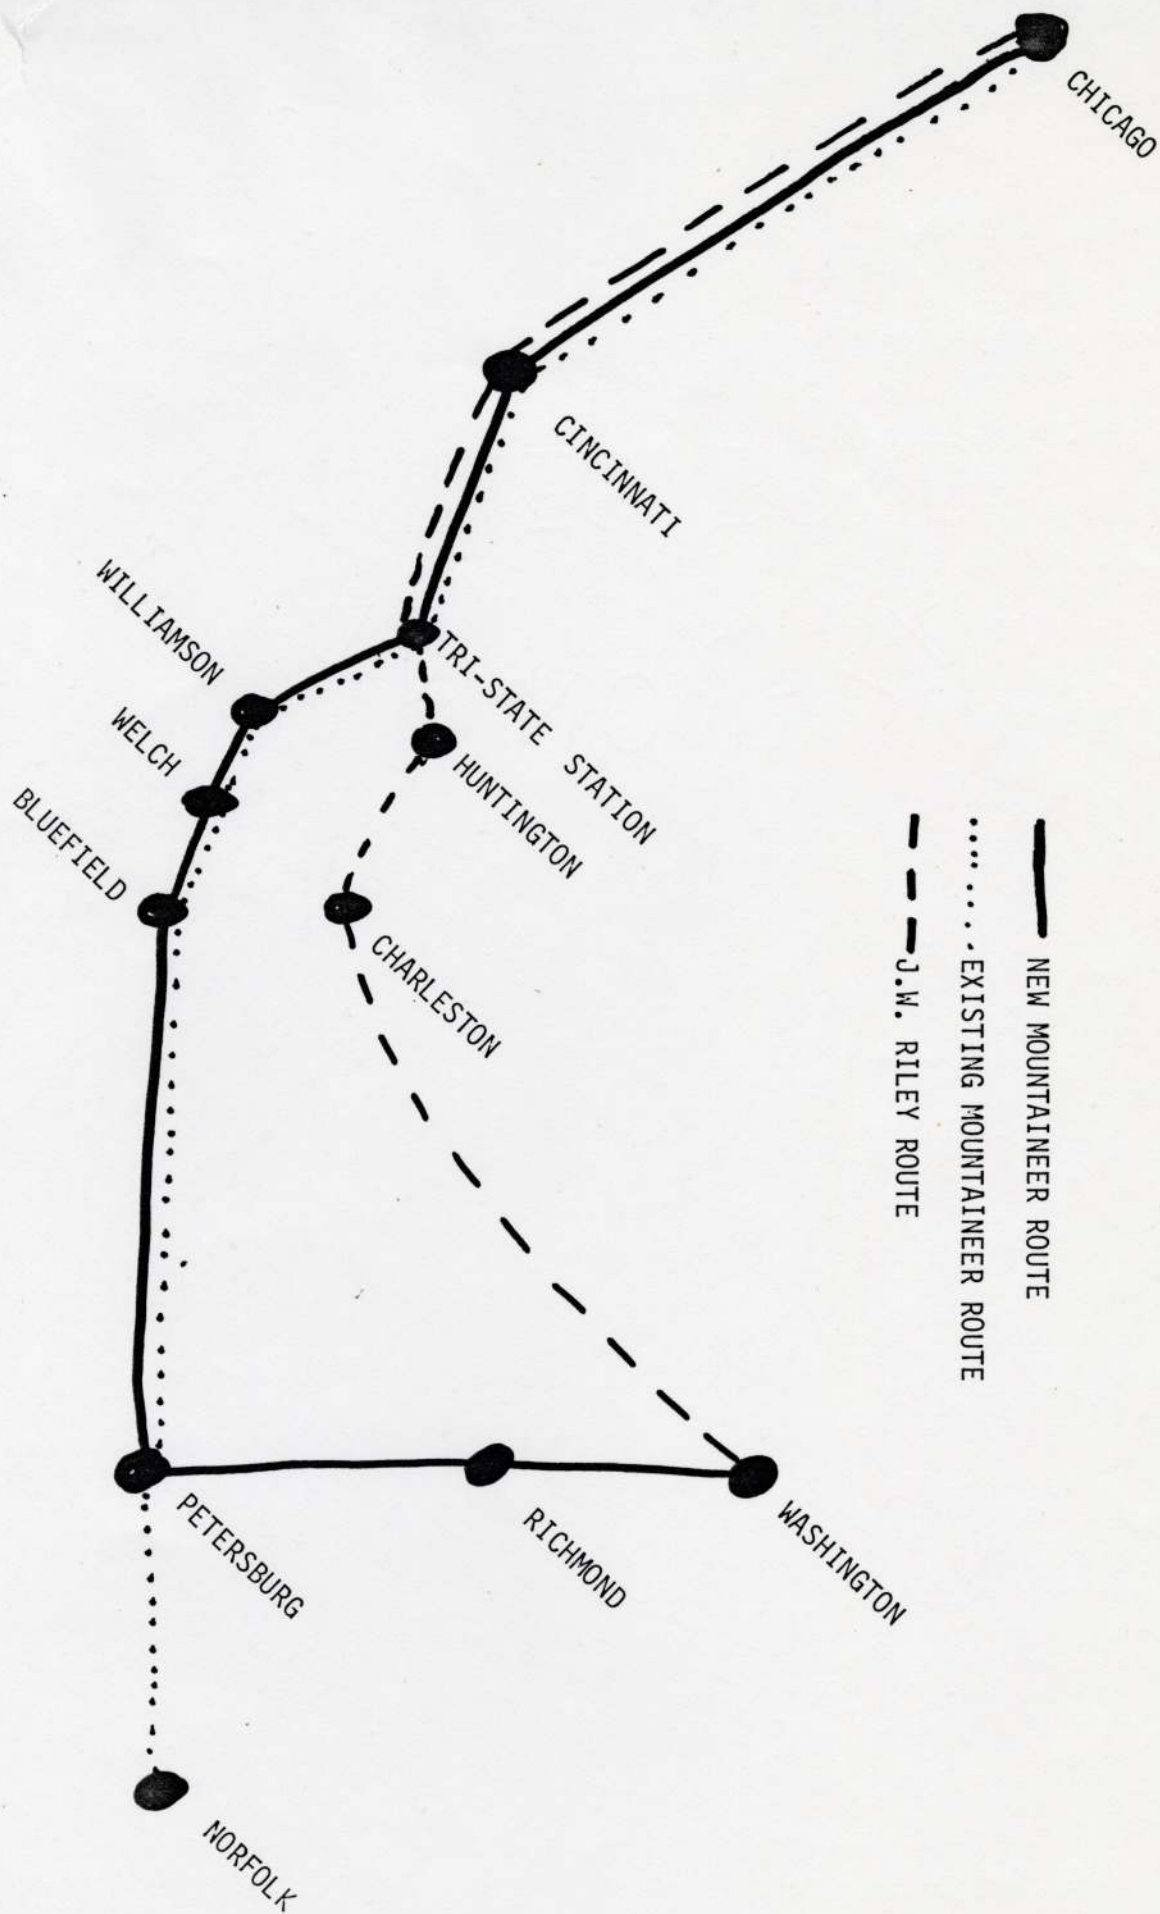 CHICAGO
CINCINNATI
TRI-STATE STATION
HUNTINGTON
CHARLESTON
WILLIAMSON
WELCH
BLUEFIELD
PETERSBURG
RICHMOND
WASHINGTON
NORFOLK
NEW MOUNTAINEER ROUTE
EXISTING MOUNTAINEER ROUTE
J.W. RILEY ROUTE